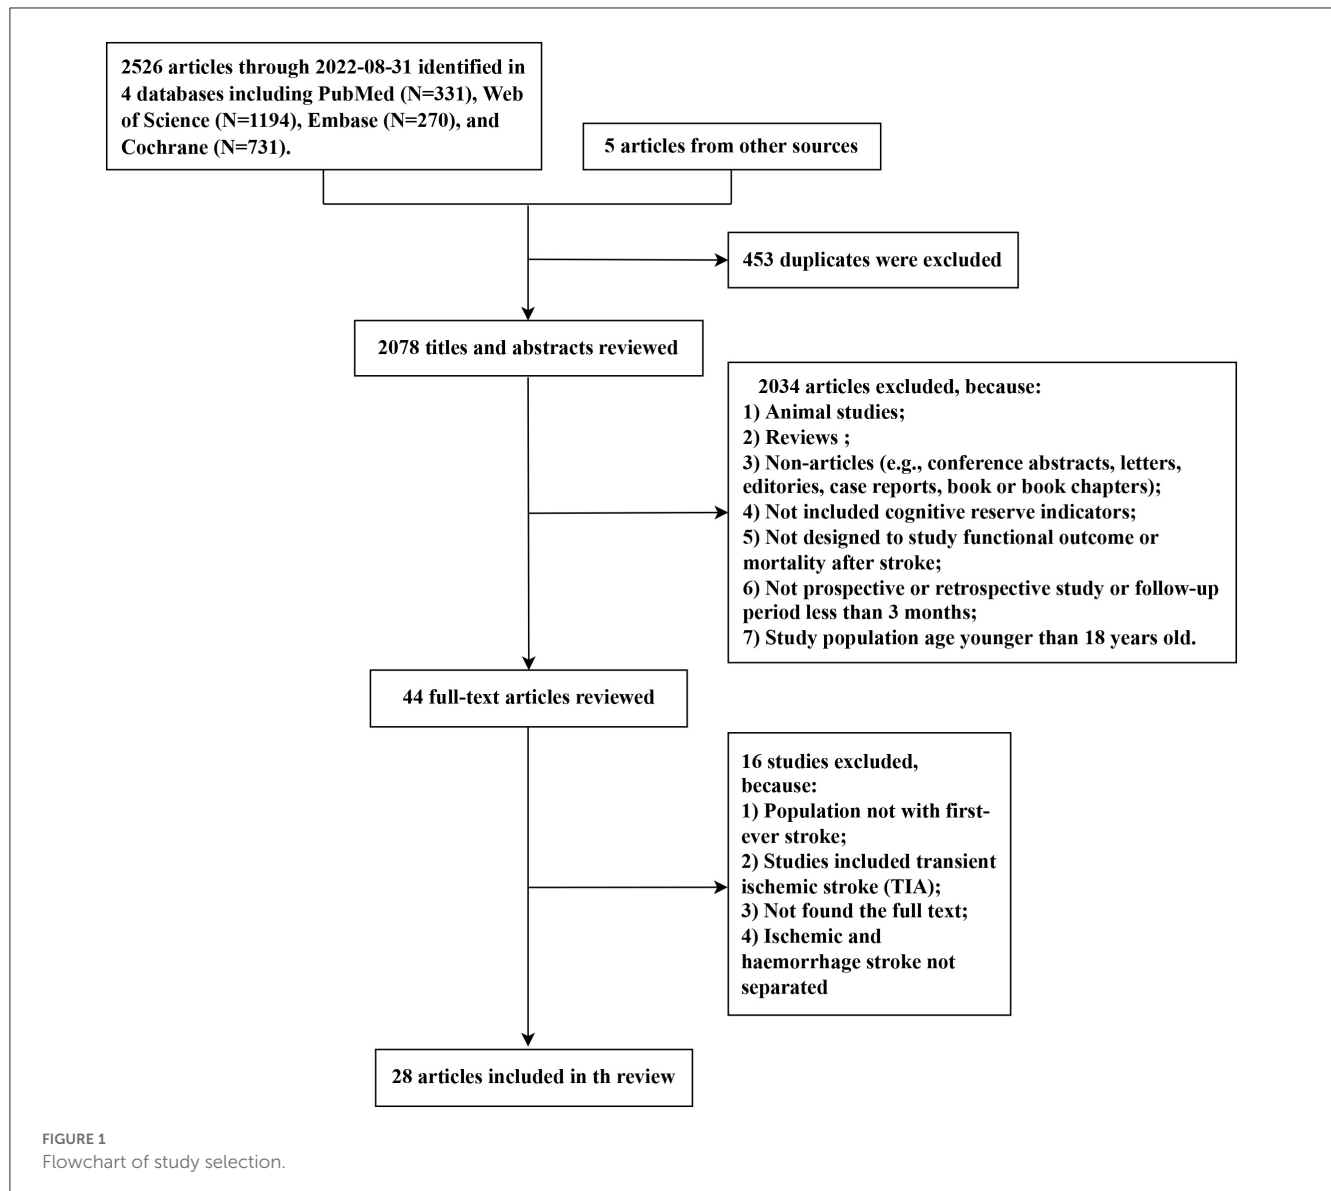 2526 articles through 2022-08-31 identified in
4 databases including PubMed (N=331), Web
of Science (N=1194), Embase (N=270), and
Cochrane (N=731).
5 articles from other sources
453 duplicates were excluded
2078 titles and abstracts reviewed
2034 articles excluded, because:
1) Animal studies;
2) Reviews ;
3) Non-articles (e.g., conference abstracts, letters,
editories, case reports, book or book chapters);
4) Not included cognitive reserve indicators;
5) Not designed to study functional outcome or
mortality after stroke;
6) Not prospective or retrospective study or follow-up
period less than 3 months;
7) Study population age younger than 18 years old.
44 full-text articles reviewed
16 studies excluded,
because:
1) Population not with first-
ever stroke;
2) Studies included transient
ischemic stroke (TIA);
3) Not found the full text;
4) Ischemic and
haemorrhage stroke not
separated
28 articles included in th review
FIGURE 1
Flowchart of study selection.